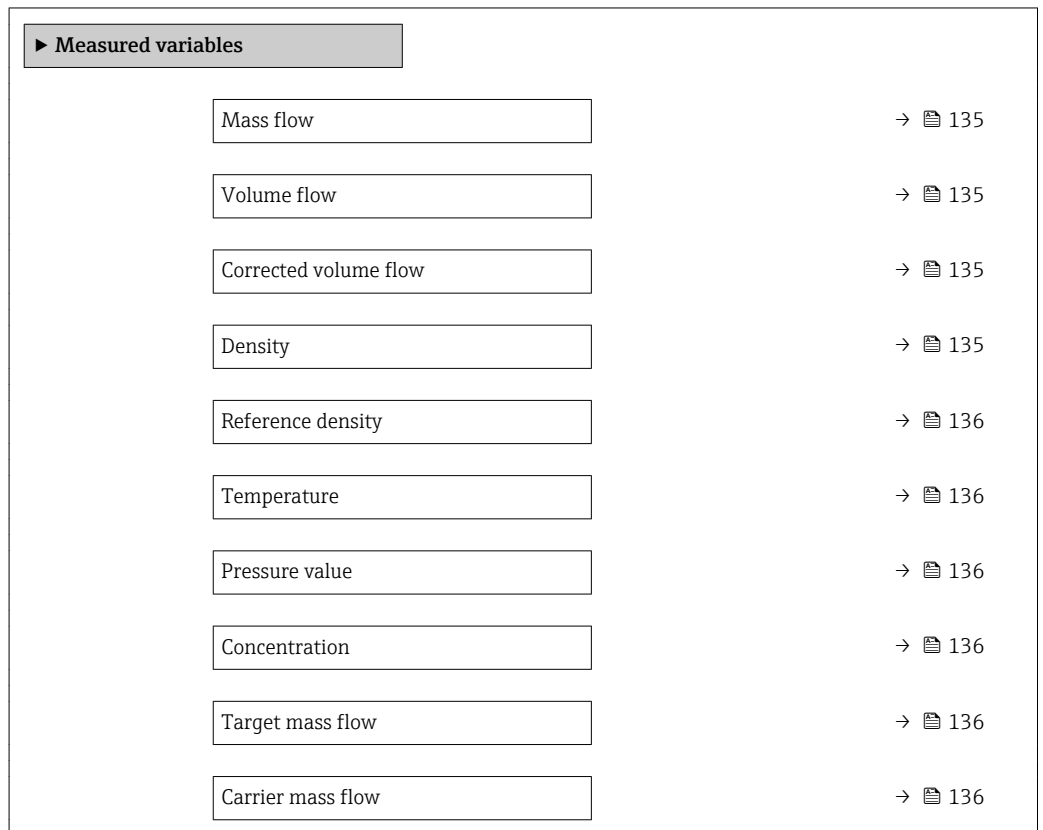 ▶ Measured variables
Mass flow → 135
Volume flow → 135
Corrected volume flow → 135
Density → 135
Reference density → 136
Temperature → 136
Pressure value → 136
Concentration → 136
Target mass flow → 136
Carrier mass flow → 136